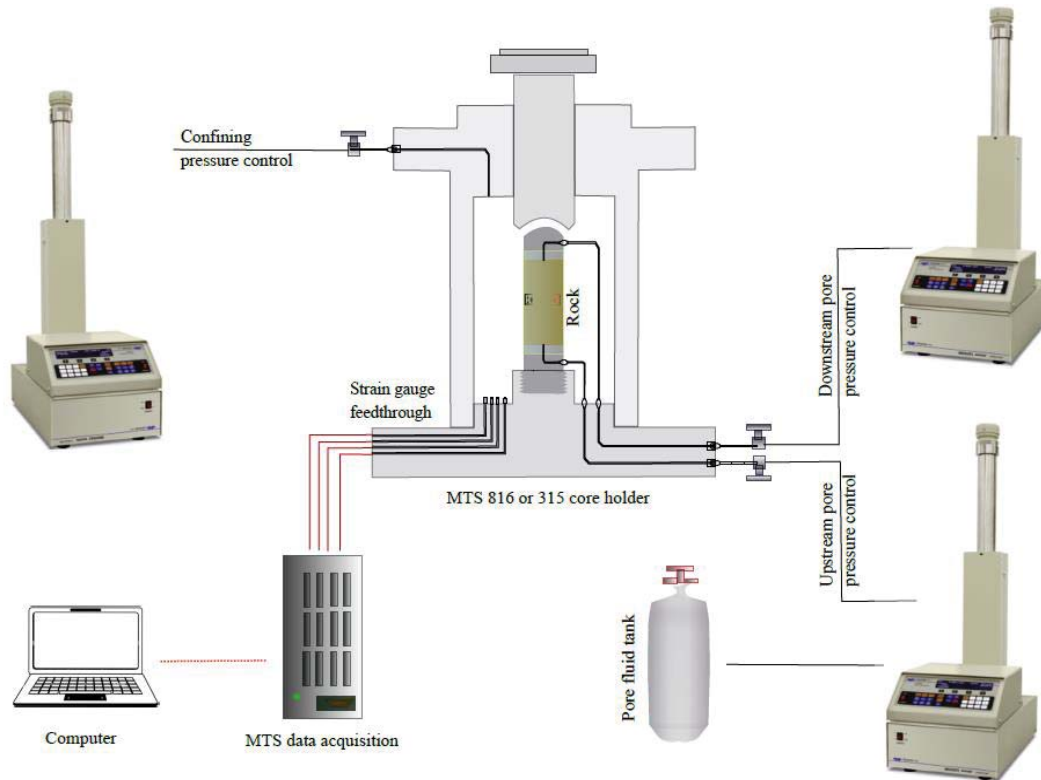 Confining
pressure control
Rock
Downstream pore
pressure control
Strain gauge
feedthrough
MTS 816 or 315 core holder
Upstream pore
pressure control
Pore fluid tank
Computer
MTS data acquisition